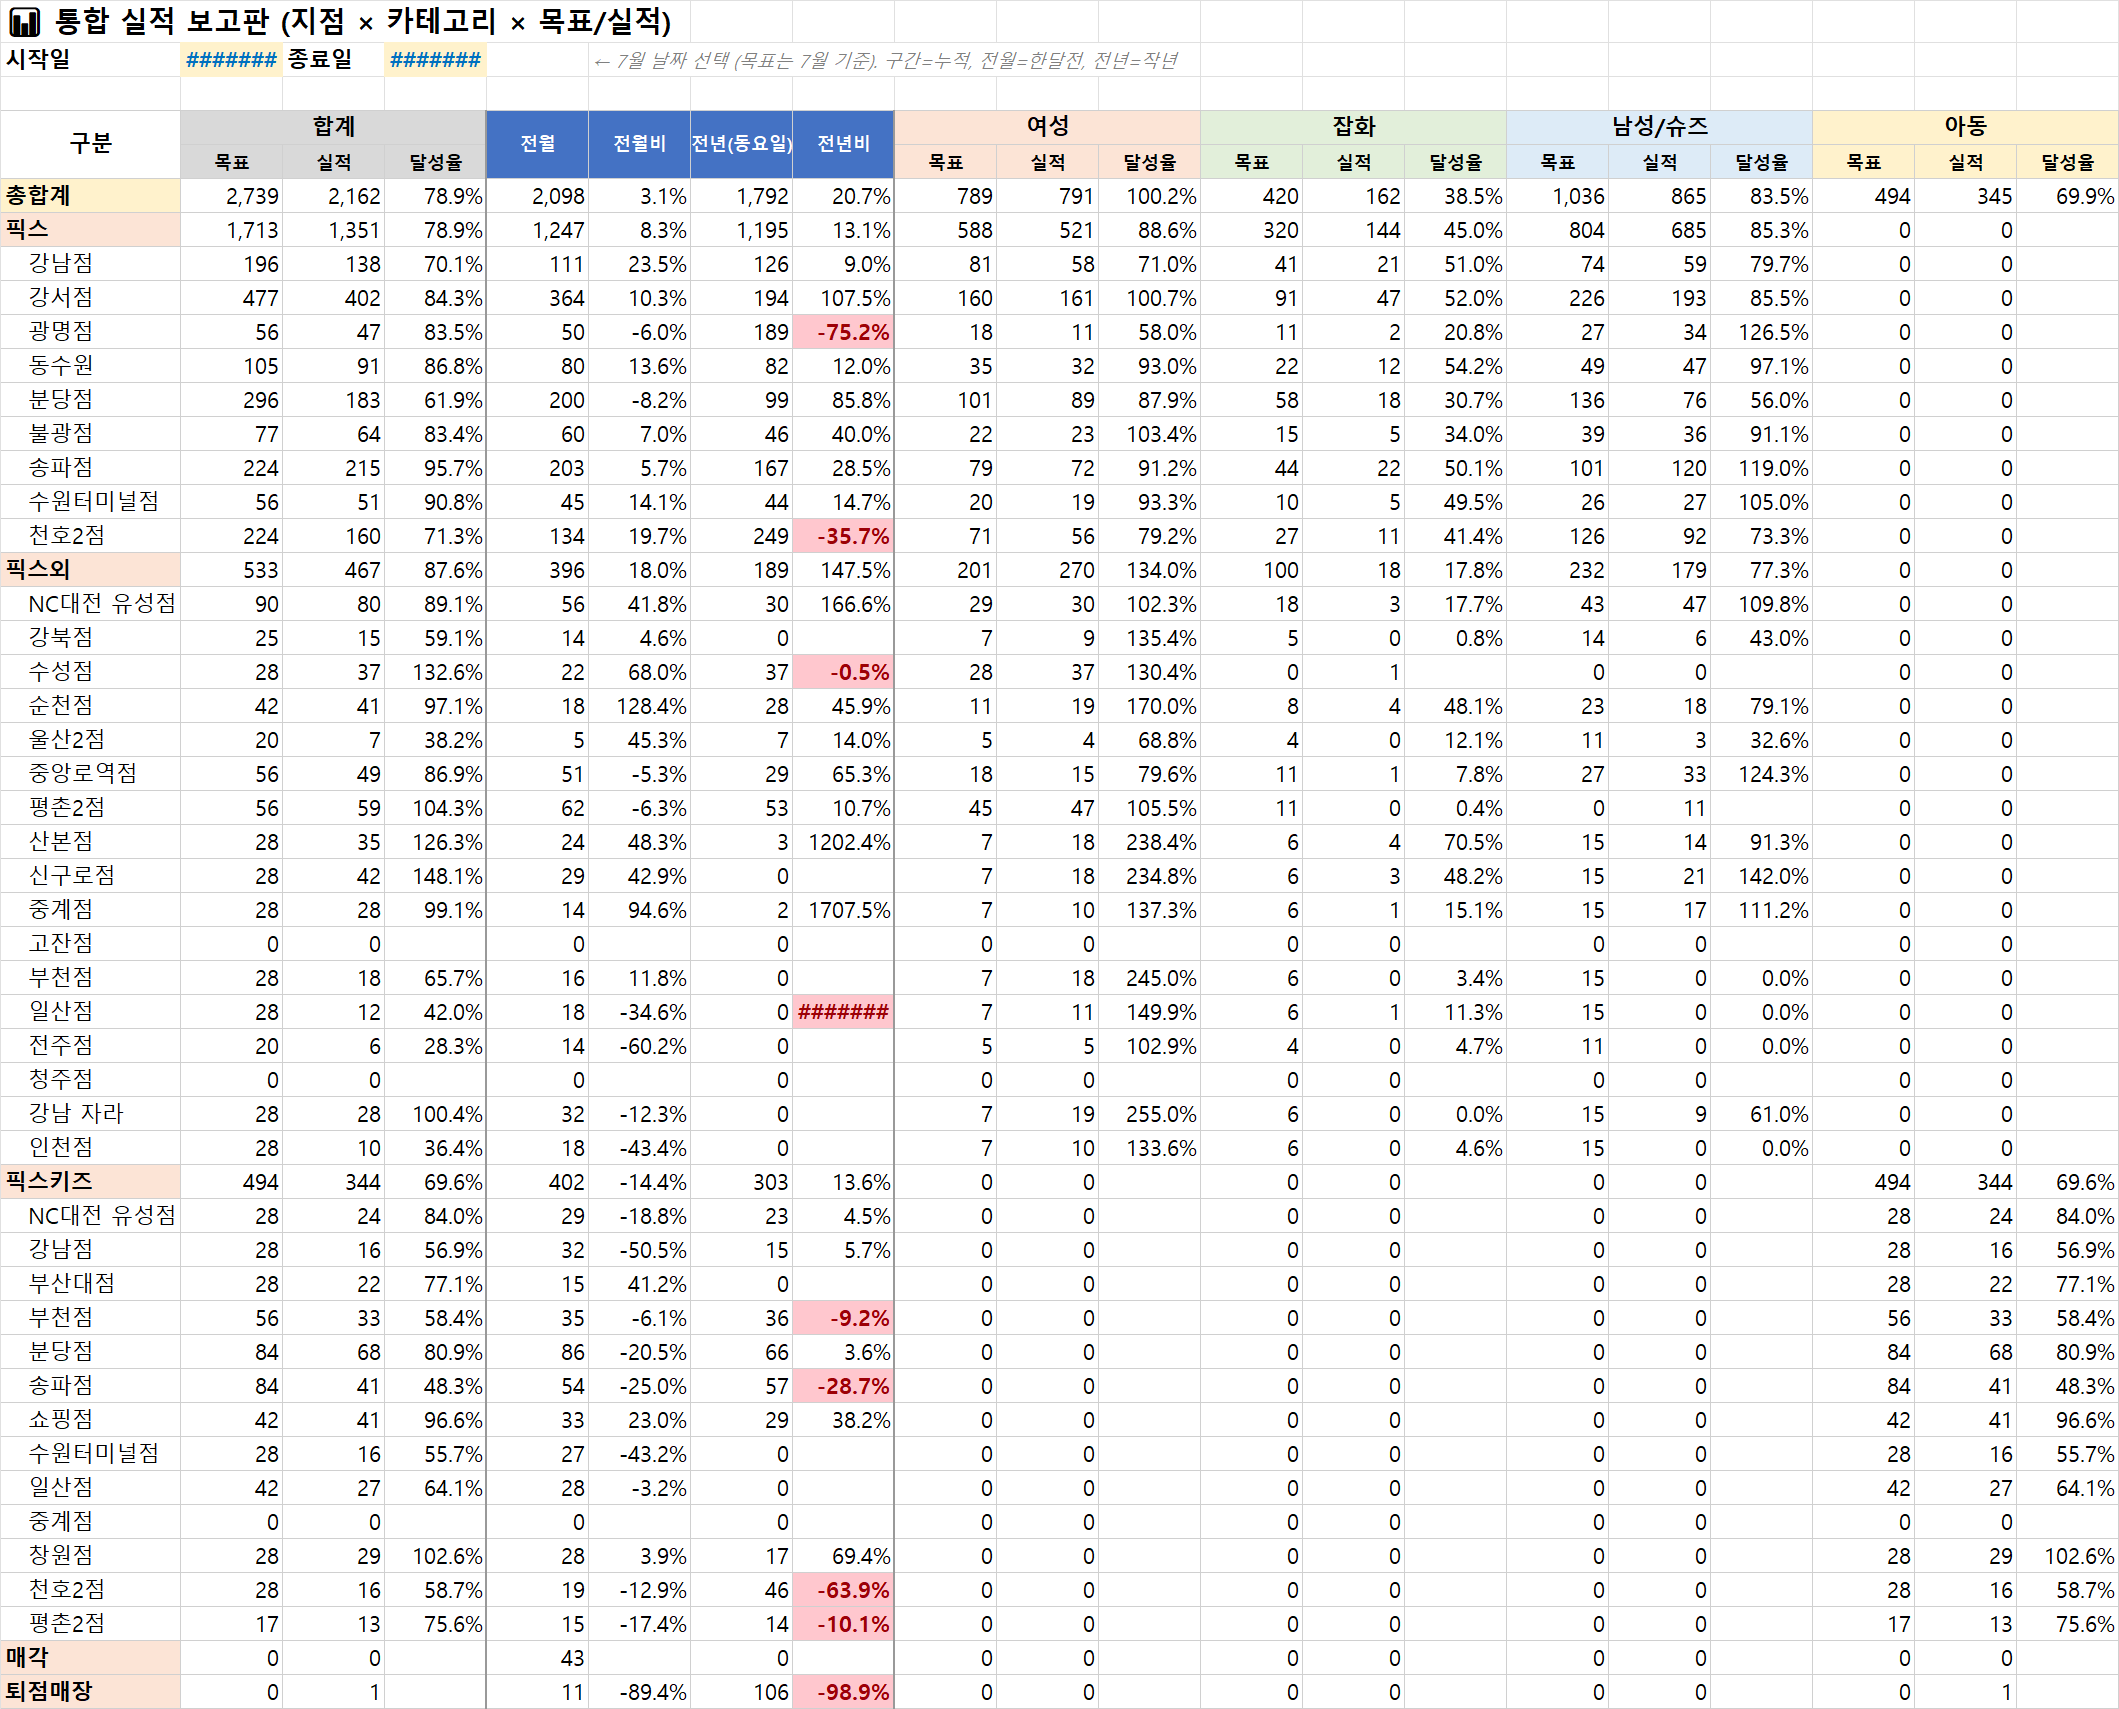 통합 실적 보고판 (지점 × 카테고리 × 목표/실적)
시작일 ####### 종료일 ####### ← 7월 날짜 선택 (목표는 7월 기준). 구간=누적, 전월=한달전, 전년=작년
구분 합계 전월 전월비 전년(동요일) 전년비 여성 잡화 남성/슈즈 아동
목표 실적 달성율 목표 실적 달성율 목표 실적 달성율 목표 실적 달성율 목표 실적 달성율
총합계 2,739 2,162 78.9% 2,098 3.1% 1,792 20.7% 789 791 100.2% 420 162 38.5% 1,036 865 83.5% 494 345 69.9%
픽스 1,713 1,351 78.9% 1,247 8.3% 1,195 13.1% 588 521 88.6% 320 144 45.0% 804 685 85.3% 0 0
강남점 196 138 70.1% 111 23.5% 126 9.0% 81 58 71.0% 41 21 51.0% 74 59 79.7% 0 0
강서점 477 402 84.3% 364 10.3% 194 107.5% 160 161 100.7% 91 47 52.0% 226 193 85.5% 0 0
광명점 56 47 83.5% 50 -6.0% 189 -75.2% 18 11 58.0% 11 2 20.8% 27 34 126.5% 0 0
동수원 105 91 86.8% 80 13.6% 82 12.0% 35 32 93.0% 22 12 54.2% 49 47 97.1% 0 0
분당점 296 183 61.9% 200 -8.2% 99 85.8% 101 89 87.9% 58 18 30.7% 136 76 56.0% 0 0
불광점 77 64 83.4% 60 7.0% 46 40.0% 22 23 103.4% 15 5 34.0% 39 36 91.1% 0 0
송파점 224 215 95.7% 203 5.7% 167 28.5% 79 72 91.2% 44 22 50.1% 101 120 119.0% 0 0
수원터미널점 56 51 90.8% 45 14.1% 44 14.7% 20 19 93.3% 10 5 49.5% 26 27 105.0% 0 0
천호2점 224 160 71.3% 134 19.7% 249 -35.7% 71 56 79.2% 27 11 41.4% 126 92 73.3% 0 0
픽스외 533 467 87.6% 396 18.0% 189 147.5% 201 270 134.0% 100 18 17.8% 232 179 77.3% 0 0
NC대전 유성점 90 80 89.1% 56 41.8% 30 166.6% 29 30 102.3% 18 3 17.7% 43 47 109.8% 0 0
강북점 25 15 59.1% 14 4.6% 0 7 9 135.4% 5 0 0.8% 14 6 43.0% 0 0
수성점 28 37 132.6% 22 68.0% 37 -0.5% 28 37 130.4% 0 1 0 0 0 0
순천점 42 41 97.1% 18 128.4% 28 45.9% 11 19 170.0% 8 4 48.1% 23 18 79.1% 0 0
울산2점 20 7 38.2% 5 45.3% 7 14.0% 5 4 68.8% 4 0 12.1% 11 3 32.6% 0 0
중앙로역점 56 49 86.9% 51 -5.3% 29 65.3% 18 15 79.6% 11 1 7.8% 27 33 124.3% 0 0
평촌2점 56 59 104.3% 62 -6.3% 53 10.7% 45 47 105.5% 11 0 0.4% 0 11 0 0
산본점 28 35 126.3% 24 48.3% 3 1202.4% 7 18 238.4% 6 4 70.5% 15 14 91.3% 0 0
신구로점 28 42 148.1% 29 42.9% 0 7 18 234.8% 6 3 48.2% 15 21 142.0% 0 0
중계점 28 28 99.1% 14 94.6% 2 1707.5% 7 10 137.3% 6 1 15.1% 15 17 111.2% 0 0
고잔점 0 0 0 0 0 0 0 0 0 0 0 0
부천점 28 18 65.7% 16 11.8% 0 7 18 245.0% 6 0 3.4% 15 0 0.0% 0 0
일산점 28 12 42.0% 18 -34.6% 0 ####### 7 11 149.9% 6 1 11.3% 15 0 0.0% 0 0
전주점 20 6 28.3% 14 -60.2% 0 5 5 102.9% 4 0 4.7% 11 0 0.0% 0 0
청주점 0 0 0 0 0 0 0 0 0 0 0 0
강남 자라 28 28 100.4% 32 -12.3% 0 7 19 255.0% 6 0 0.0% 15 9 61.0% 0 0
인천점 28 10 36.4% 18 -43.4% 0 7 10 133.6% 6 0 4.6% 15 0 0.0% 0 0
픽스키즈 494 344 69.6% 402 -14.4% 303 13.6% 0 0 0 0 0 0 494 344 69.6%
NC대전 유성점 28 24 84.0% 29 -18.8% 23 4.5% 0 0 0 0 0 0 28 24 84.0%
강남점 28 16 56.9% 32 -50.5% 15 5.7% 0 0 0 0 0 0 28 16 56.9%
부산대점 28 22 77.1% 15 41.2% 0 0 0 0 0 0 0 28 22 77.1%
부천점 56 33 58.4% 35 -6.1% 36 -9.2% 0 0 0 0 0 0 56 33 58.4%
분당점 84 68 80.9% 86 -20.5% 66 3.6% 0 0 0 0 0 0 84 68 80.9%
송파점 84 41 48.3% 54 -25.0% 57 -28.7% 0 0 0 0 0 0 84 41 48.3%
쇼핑점 42 41 96.6% 33 23.0% 29 38.2% 0 0 0 0 0 0 42 41 96.6%
수원터미널점 28 16 55.7% 27 -43.2% 0 0 0 0 0 0 0 28 16 55.7%
일산점 42 27 64.1% 28 -3.2% 0 0 0 0 0 0 0 42 27 64.1%
중계점 0 0 0 0 0 0 0 0 0 0 0 0
창원점 28 29 102.6% 28 3.9% 17 69.4% 0 0 0 0 0 0 28 29 102.6%
천호2점 28 16 58.7% 19 -12.9% 46 -63.9% 0 0 0 0 0 0 28 16 58.7%
평촌2점 17 13 75.6% 15 -17.4% 14 -10.1% 0 0 0 0 0 0 17 13 75.6%
매각 0 0 43 0 0 0 0 0 0 0 0 0
퇴점매장 0 1 11 -89.4% 106 -98.9% 0 0 0 0 0 0 0 1